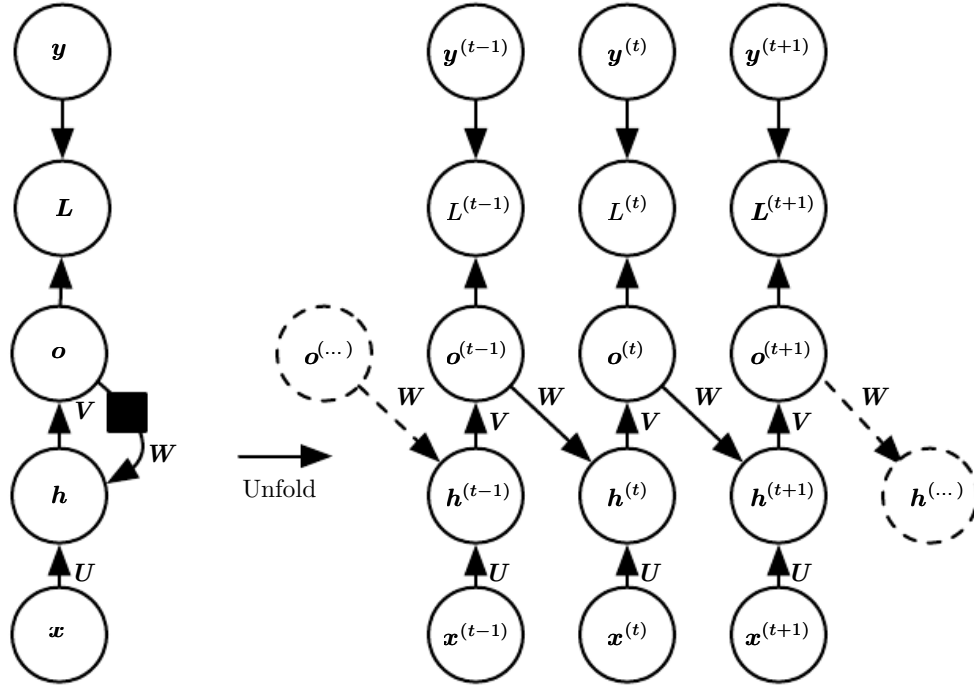 y y^(t−1) y^(t) y^(t+1)
L L^(t−1) L^(t) L^(t+1)
o o^(...) o^(t−1) o^(t) o^(t+1)
W W W W
V V V V
W
Unfold
h h^(t−1) h^(t) h^(t+1) h^(...)
U U U U
x x^(t−1) x^(t) x^(t+1)